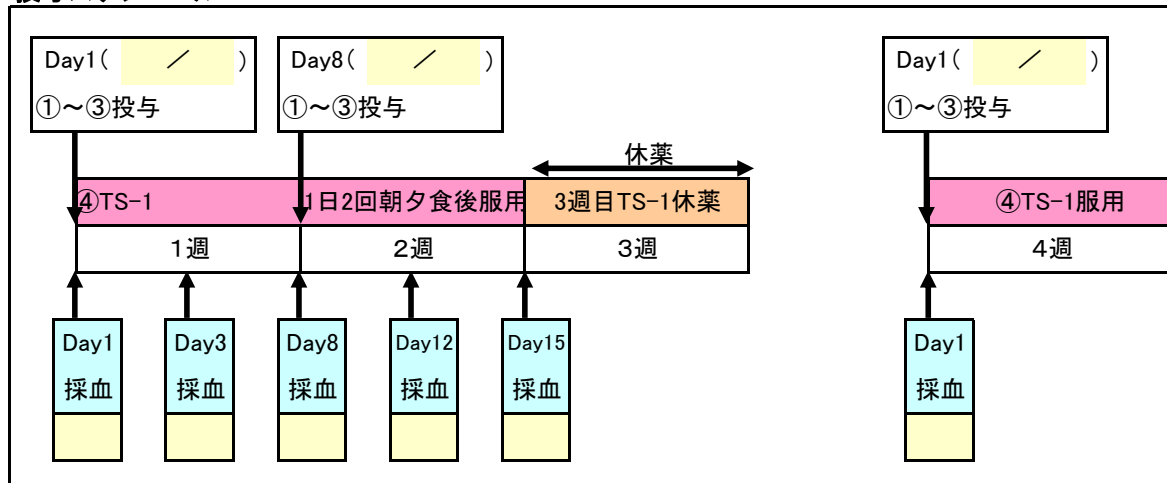 Day1( ／ )
①～③投与
Day8( ／ )
①～③投与
Day1( ／ )
①～③投与
休薬
④TS-1
1日2回朝夕食後服用
3週目TS-1休薬
④TS-1服用
1週
2週
3週
4週
Day1
採血
Day3
採血
Day8
採血
Day12
採血
Day15
採血
Day1
採血